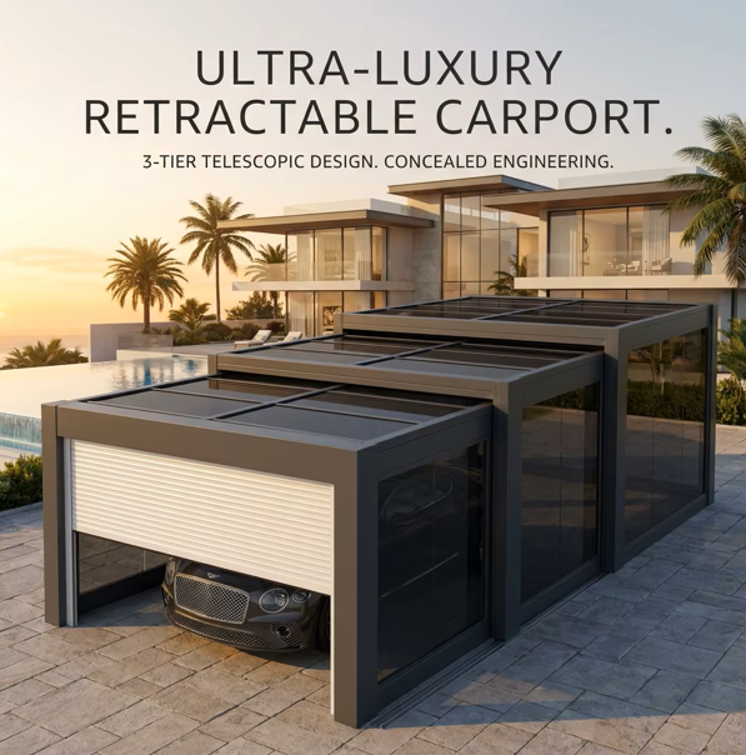 ULTRA-LUXURY
RETRACTABLE CARPORT.
3-TIER TELESCOPIC DESIGN. CONCEALED ENGINEERING.